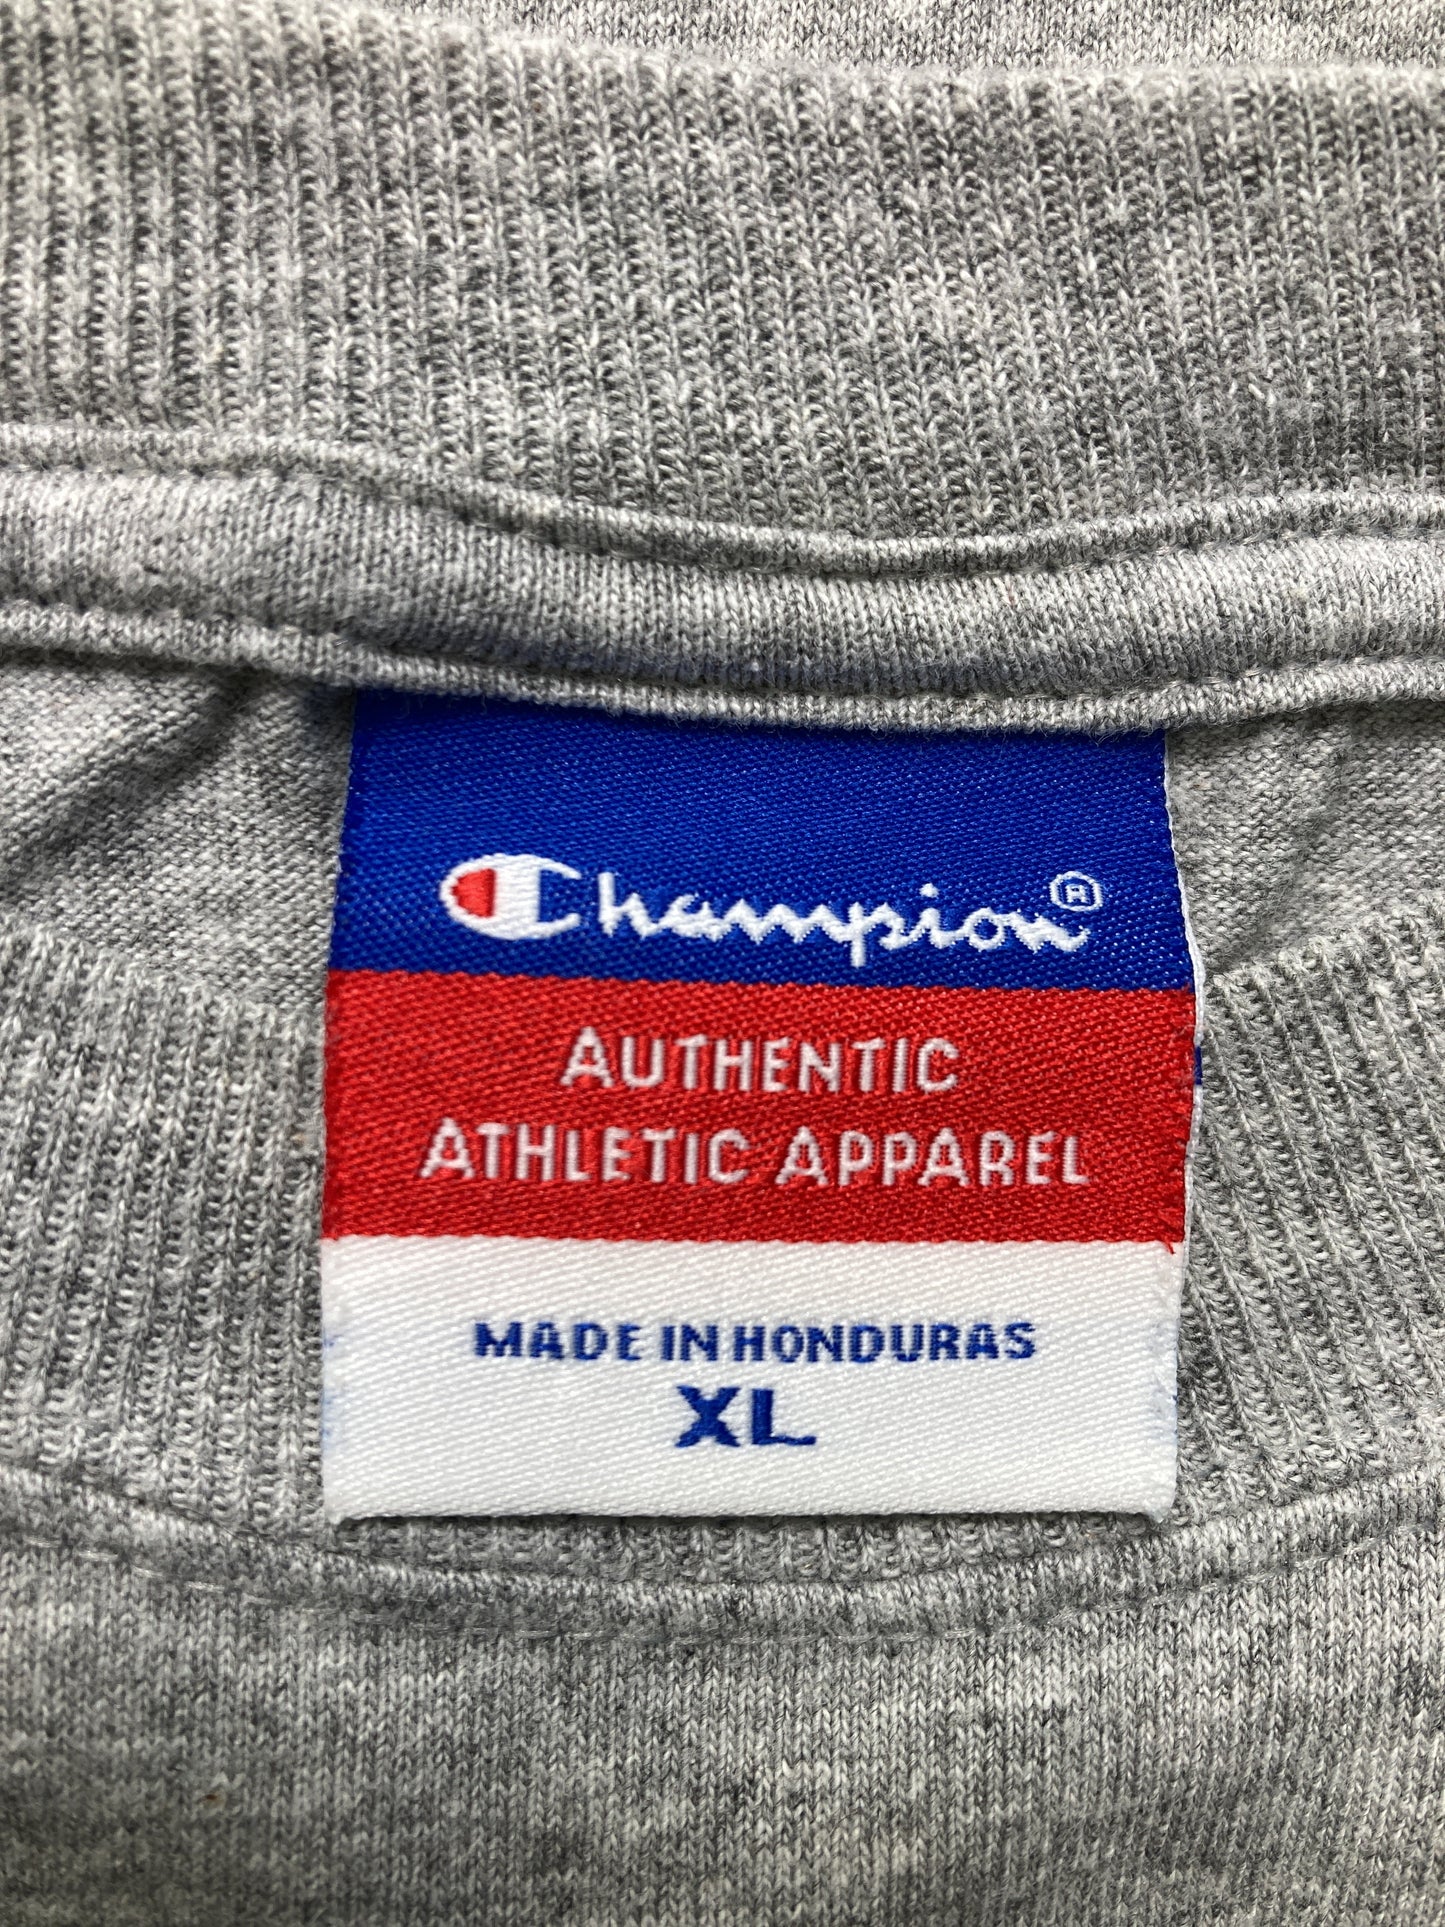 Champion®
AUTHENTIC
ATHLETIC APPAREL
MADE IN HONDURAS
XL